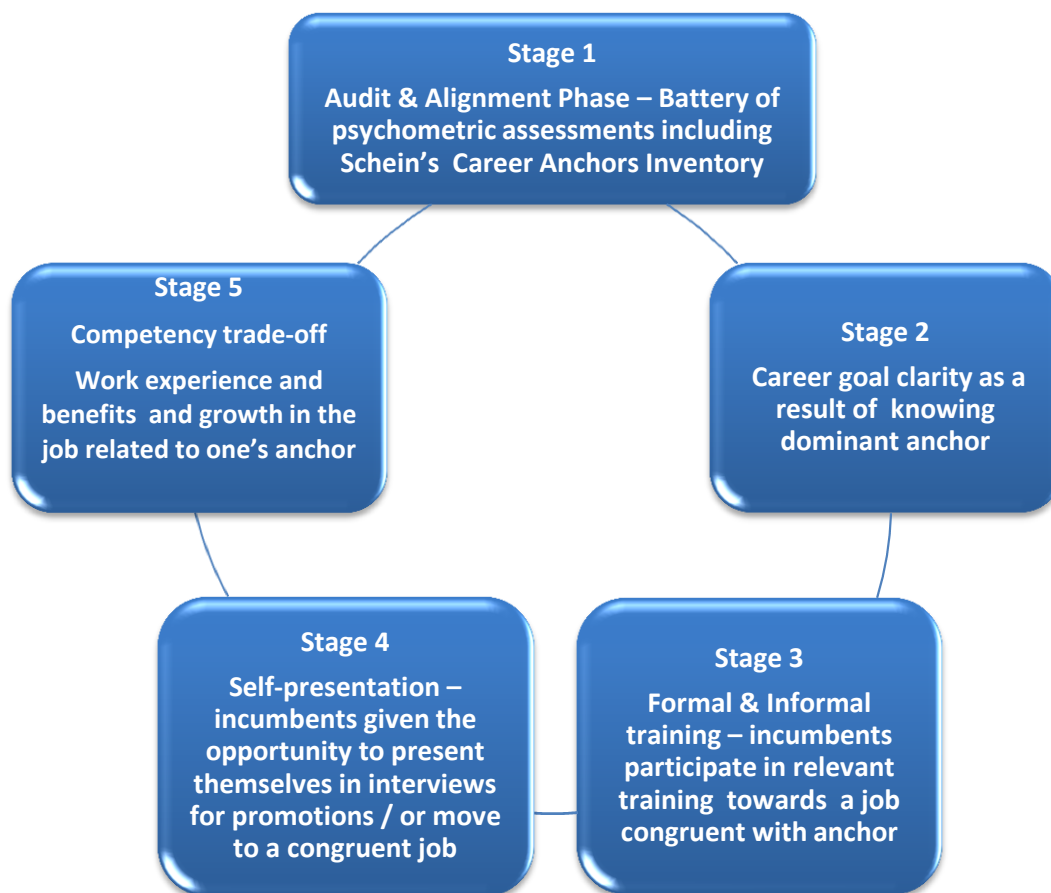 Stage 1
Audit & Alignment Phase – Battery of
psychometric assessments including
Schein's Career Anchors Inventory
Stage 2
Career goal clarity as a
result of knowing
dominant anchor
Stage 3
Formal & Informal
training – incumbents
participate in relevant
training towards a job
congruent with anchor
Stage 4
Self-presentation –
incumbents given the
opportunity to present
themselves in interviews
for promotions / or move
to a congruent job
Stage 5
Competency trade-off
Work experience and
benefits and growth in the
job related to one's anchor